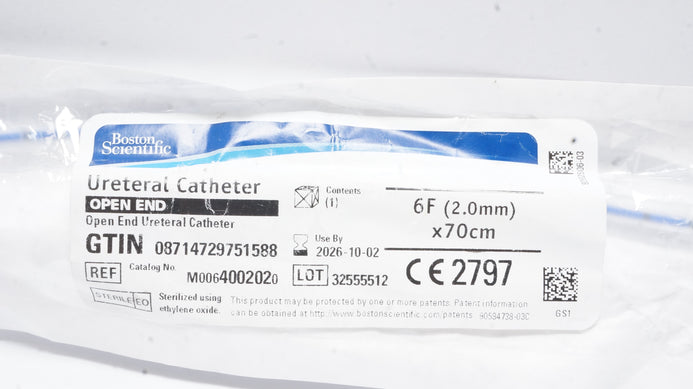 Boston
Scientific
Ureteral Catheter
OPEN END
Open End Ureteral Catheter
GTIN 08714729751588
REF Catalog No. M0064002020
STERILE EO Sterilized using
ethylene oxide.
Contents
(1)
Use By
2026-10-02
LOT 32555512
6F (2.0mm)
x70cm
CE 2797
This product may be protected by one or more patents. Patent information
can be obtained at http://www.bostonscientific.com/patents
GS1